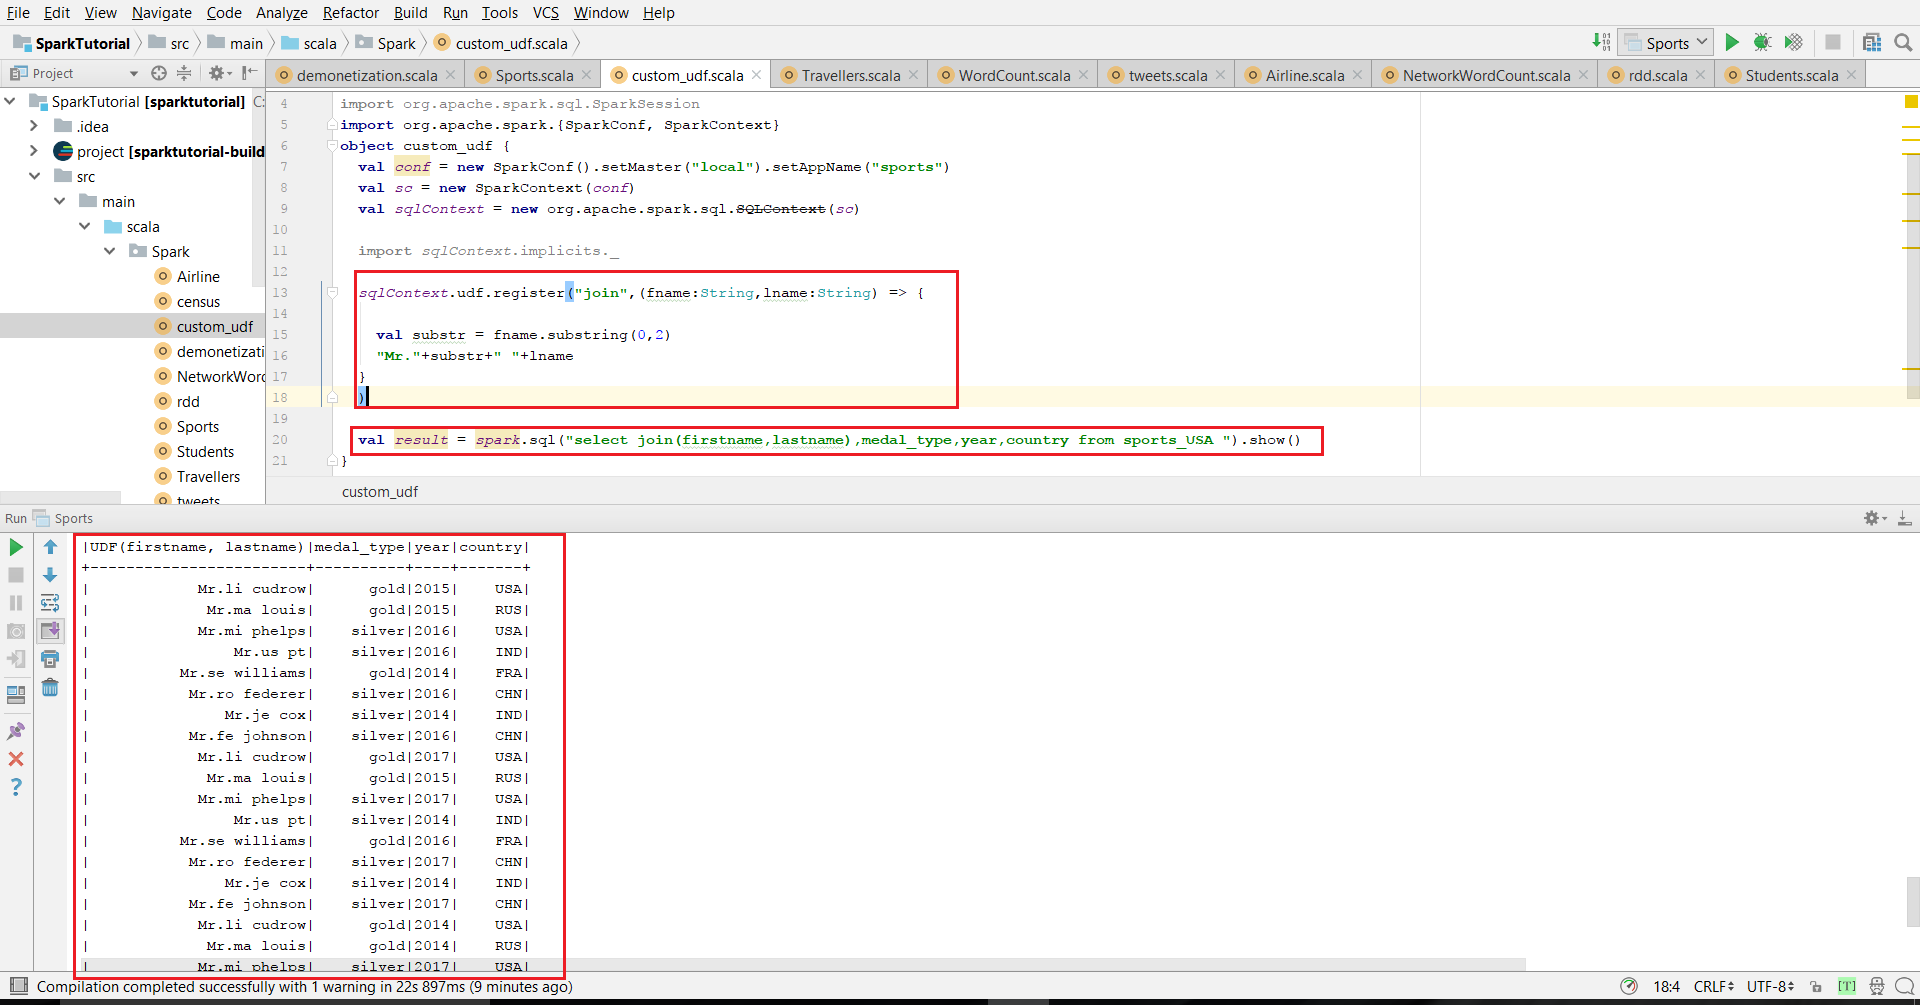 File Edit View Navigate Code Analyze Refactor Build Run Tools VCS Window Help
SparkTutorial src main scala Spark custom_udf.scala
Sports
Project
demonetization.scala Sports.scala custom_udf.scala Travellers.scala WordCount.scala tweets.scala Airline.scala NetworkWordCount.scala rdd.scala Students.scala
SparkTutorial [sparktutorial] C:
.idea
project [sparktutorial-build
src
main
scala
Spark
Airline
census
custom_udf
demonetizati
NetworkWor
rdd
Sports
Students
Travellers
tweets
4 import org.apache.spark.sql.SparkSession
5 import org.apache.spark.{SparkConf, SparkContext}
6 object custom_udf {
7 val conf = new SparkConf().setMaster("local").setAppName("sports")
8 val sc = new SparkContext(conf)
9 val sqlContext = new org.apache.spark.sql.SQLContext(sc)
10
11 import sqlContext.implicits._
12
13 sqlContext.udf.register("join",(fname:String,lname:String) => {
14
15 val substr = fname.substring(0,2)
16 "Mr."+substr+" "+lname
17 }
18 )
19
20 val result = spark.sql("select join(firstname,lastname),medal_type,year,country from sports_USA ").show()
21 }
custom_udf
Run Sports
|UDF(firstname, lastname)|medal_type|year|country|
+------------------------+----------+----+-------+
| Mr.li cudrow| gold|2015| USA|
| Mr.ma louis| gold|2015| RUS|
| Mr.mi phelps| silver|2016| USA|
| Mr.us pt| silver|2016| IND|
| Mr.se williams| gold|2014| FRA|
| Mr.ro federer| silver|2016| CHN|
| Mr.je cox| silver|2014| IND|
| Mr.fe johnson| silver|2016| CHN|
| Mr.li cudrow| gold|2017| USA|
| Mr.ma louis| gold|2015| RUS|
| Mr.mi phelps| silver|2017| USA|
| Mr.us pt| silver|2014| IND|
| Mr.se williams| gold|2016| FRA|
| Mr.ro federer| silver|2017| CHN|
| Mr.je cox| silver|2014| IND|
| Mr.fe johnson| silver|2017| CHN|
| Mr.li cudrow| gold|2014| USA|
| Mr.ma louis| gold|2014| RUS|
| Mr.mi phelps| silver|2017| USA|
Compilation completed successfully with 1 warning in 22s 897ms (9 minutes ago)
18:4 CRLF UTF-8 [T]